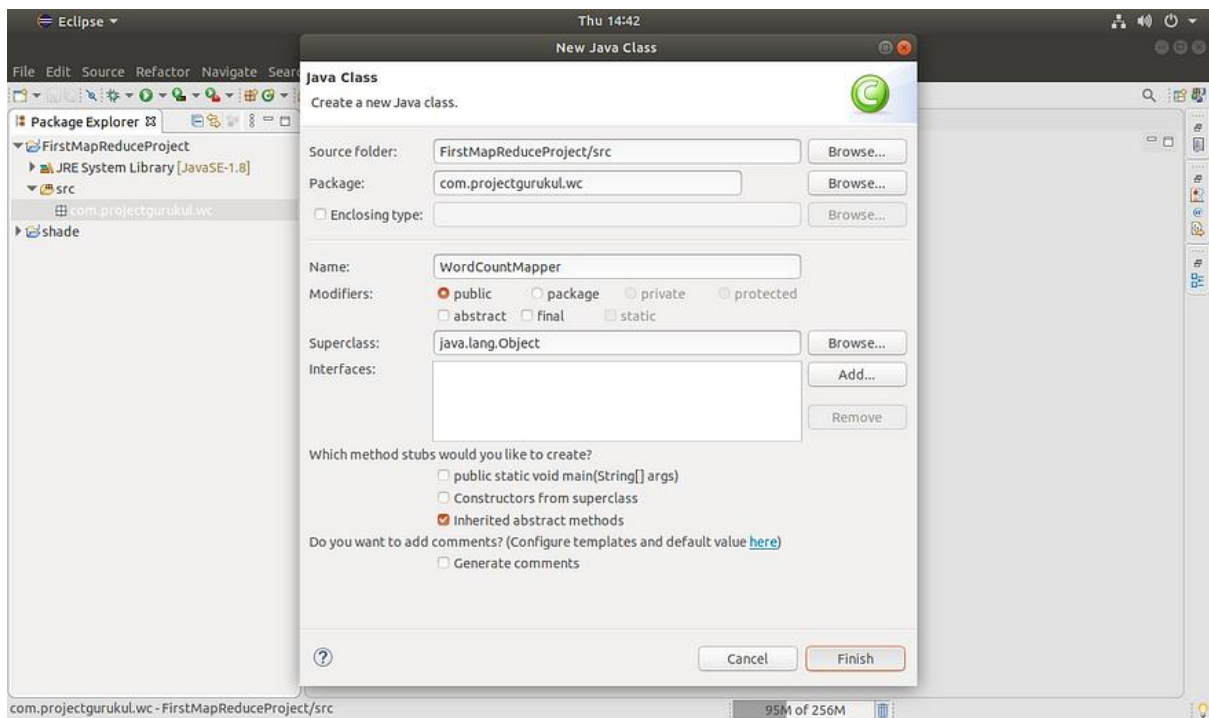 Eclipse
Thu 14:42
New Java Class
File Edit Source Refactor Navigate Sear
Package Explorer
FirstMapReduceProject
JRE System Library [JavaSE-1.8]
src
com.projectgurukul.wc
shade
Java Class
Create a new Java class.
Source folder: FirstMapReduceProject/src Browse...
Package: com.projectgurukul.wc Browse...
Enclosing type: Browse...
Name: WordCountMapper
Modifiers: public package private protected
abstract final static
Superclass: java.lang.Object Browse...
Interfaces: Add...
Remove
Which method stubs would you like to create?
public static void main(String[] args)
Constructors from superclass
Inherited abstract methods
Do you want to add comments? (Configure templates and default value here)
Generate comments
Cancel Finish
com.projectgurukul.wc - FirstMapReduceProject/src
95M of 256M